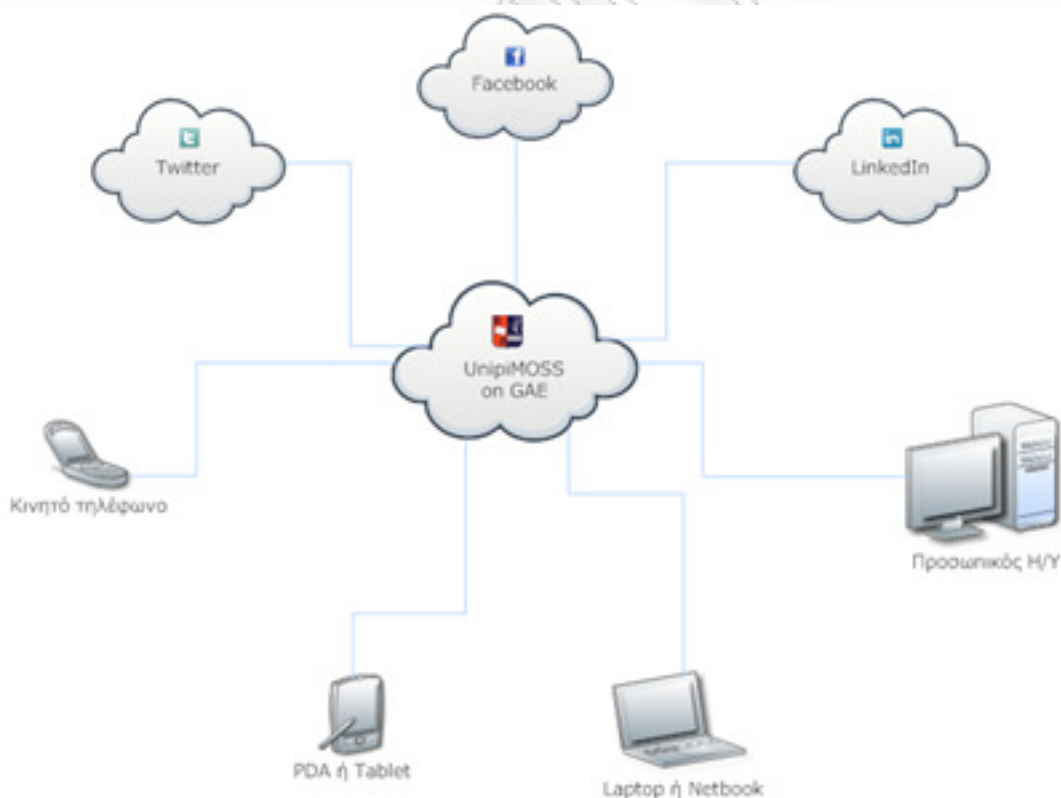 Facebook
Twitter
LinkedIn
UnipiMOSS
on GAE
Κινητό τηλέφωνο
Προσωπικός Η/Υ
PDA ή Tablet
Laptop ή Netbook